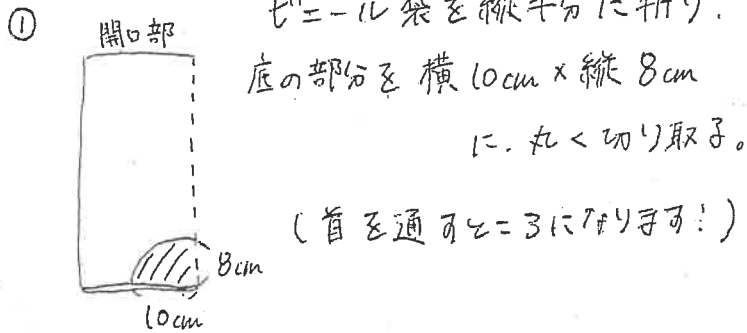 ①
開口部
ビニール袋を縦半分に折り.
底の部分を横10cm×縦8cm
に.丸く切り取る。
(首を通すところになります!)
8cm
10cm